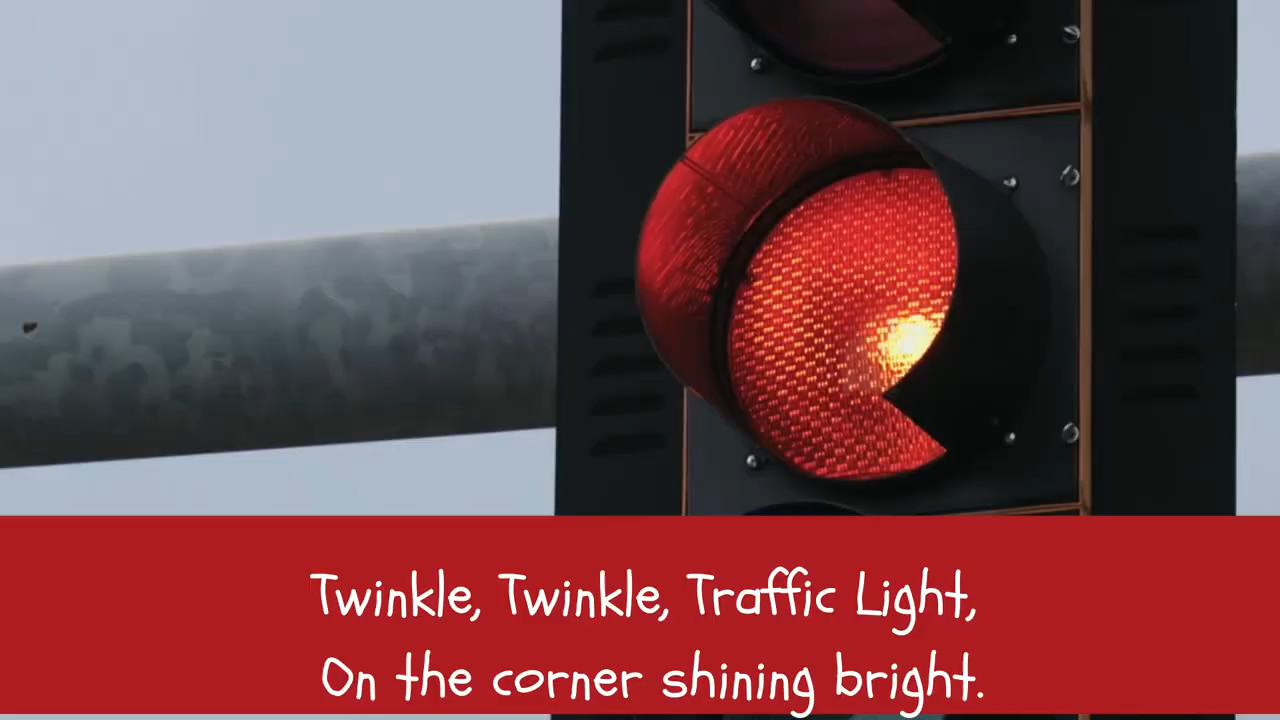 Twinkle, Twinkle, Traffic Light,
On the corner shining bright.